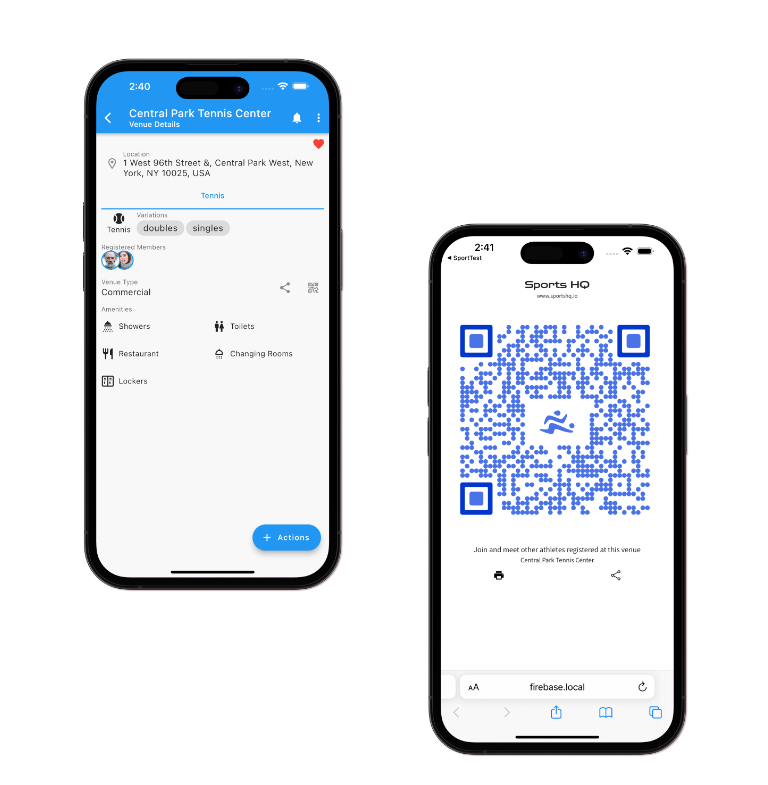 2:40
Central Park Tennis Center
Venue Details
Location
1 West 96th Street &, Central Park West, New
York, NY 10025, USA
Tennis
Variations
Tennis
doubles
singles
Registered Members
Venue Type
Commercial
Amenities
Showers
Toilets
Restaurant
Changing Rooms
Lockers
+ Actions
2:41
SportTest
Sports HQ
www.sportshq.io
Join and meet other athletes registered at this venue
Central Park Tennis Center
AA
firebase.local